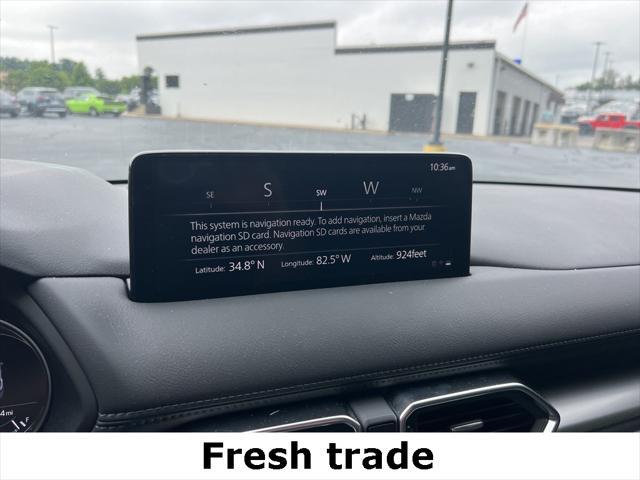 10:36am
SE S SW W NW
This system is navigation ready. To add navigation, insert a Mazda
navigation SD card. Navigation SD cards are available from your
dealer as an accessory.
Latitude: 34.8° N Longitude: 82.5° W Altitude: 924feet
4 mi F
Fresh trade